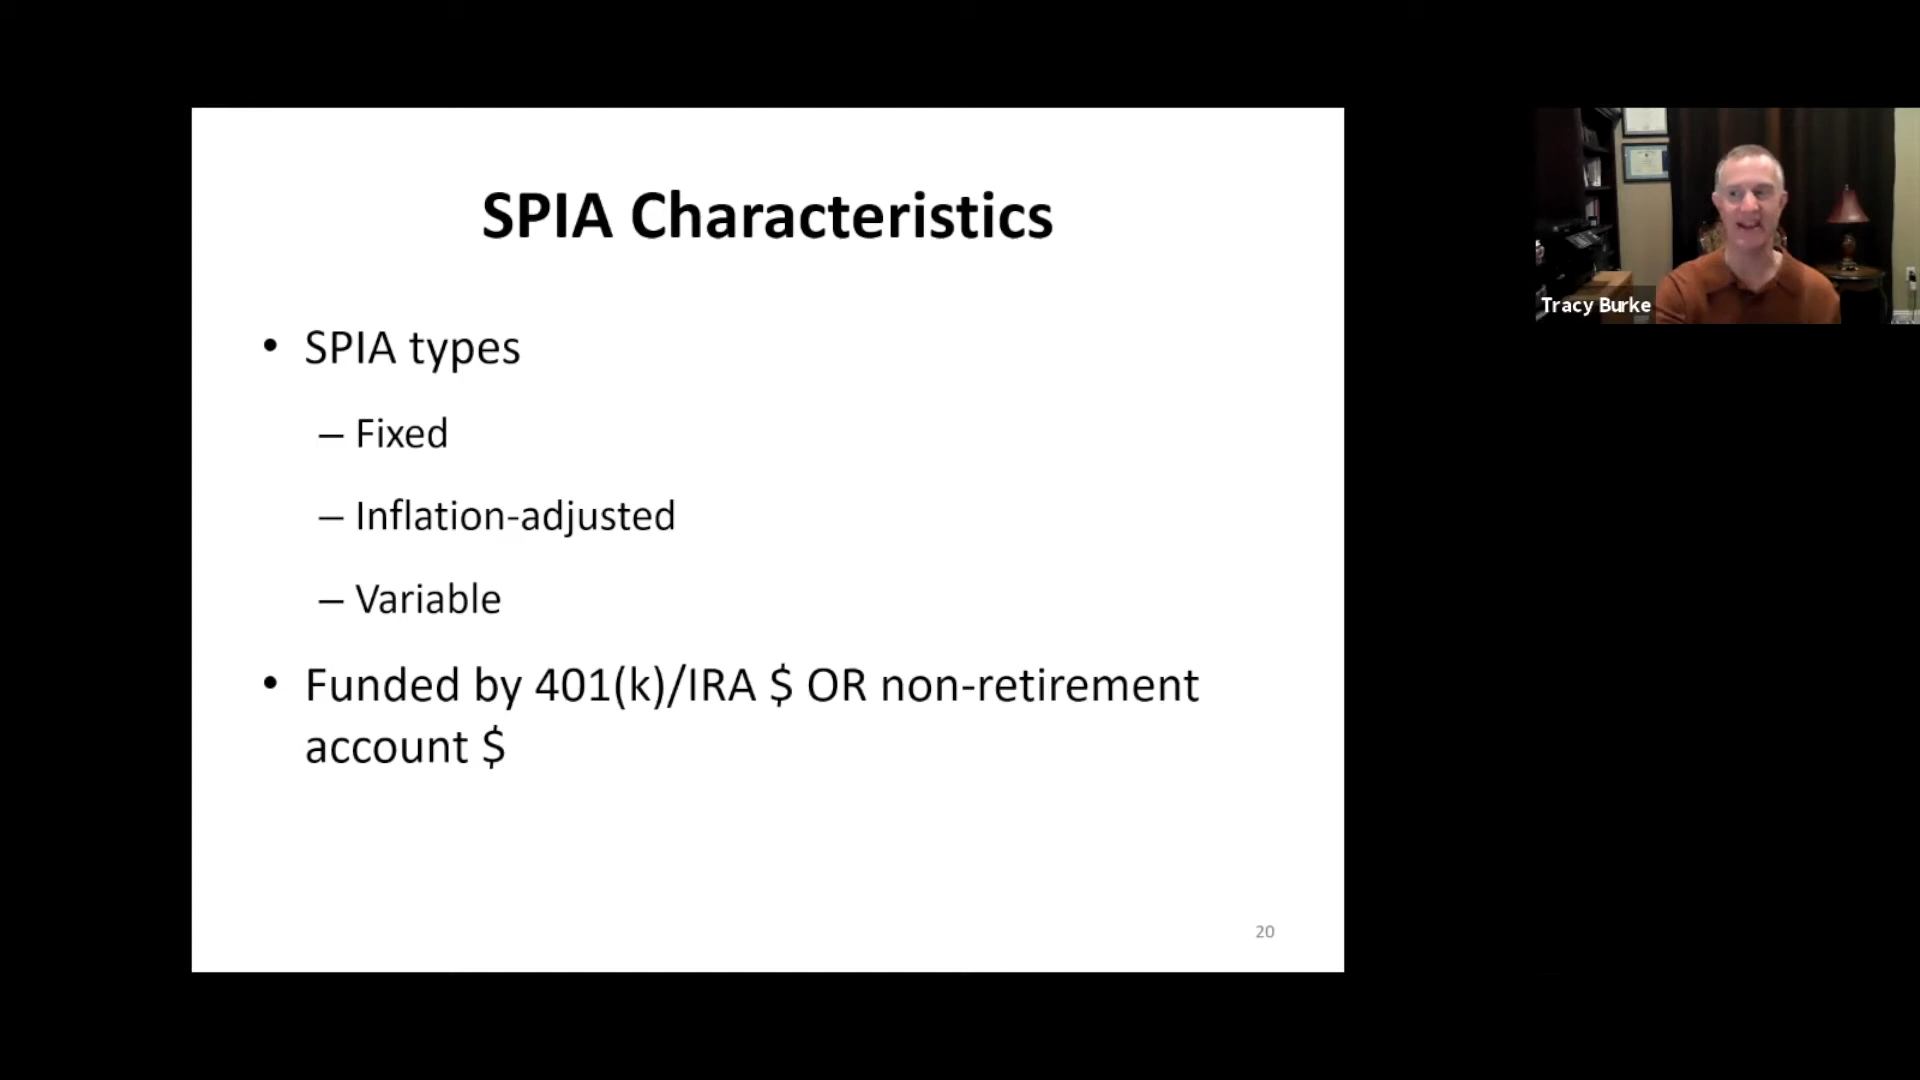 SPIA Characteristics
• SPIA types
– Fixed
– Inflation-adjusted
– Variable
• Funded by 401(k)/IRA $ OR non-retirement
account $
20
Tracy Burke